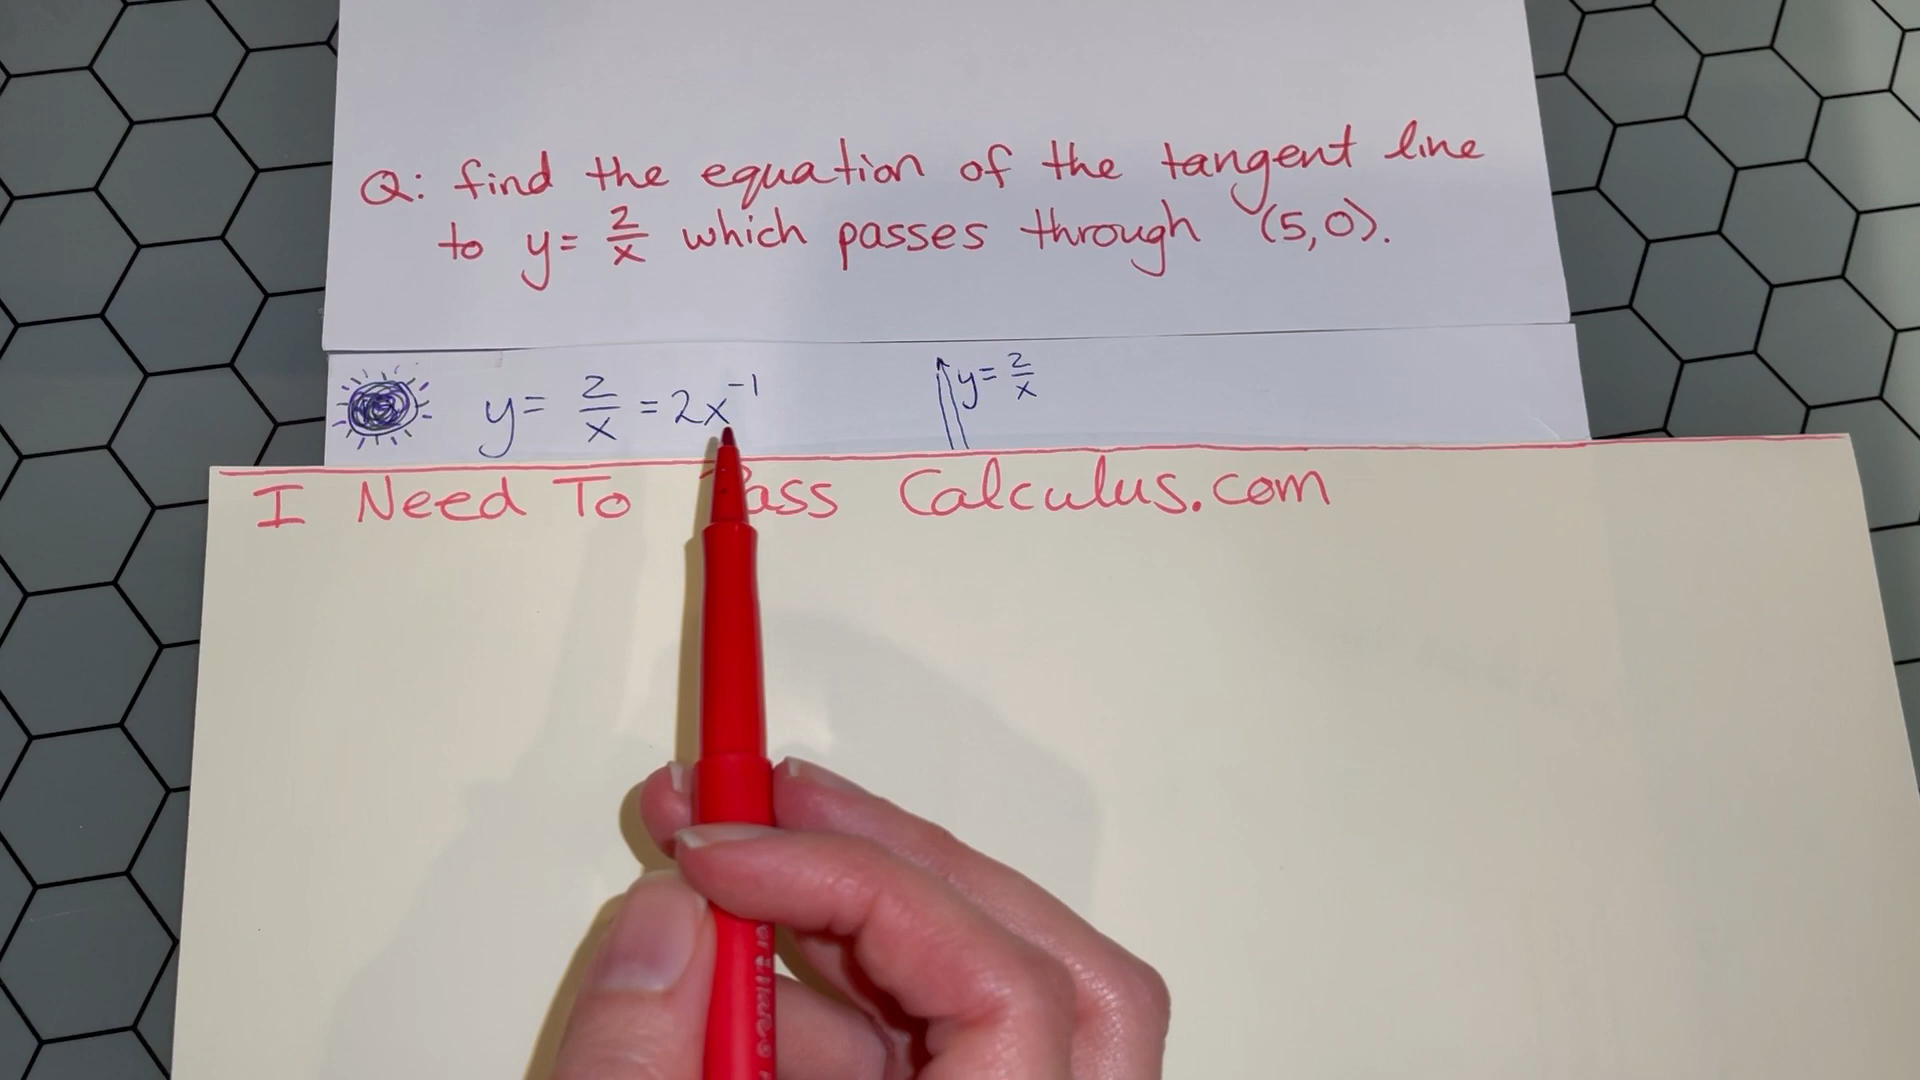 Q: find the equation of the tangent line
to y = 2/x which passes through (5,0).
y = 2/x = 2x⁻¹
y = 2/x
I Need To Pass Calculus.com